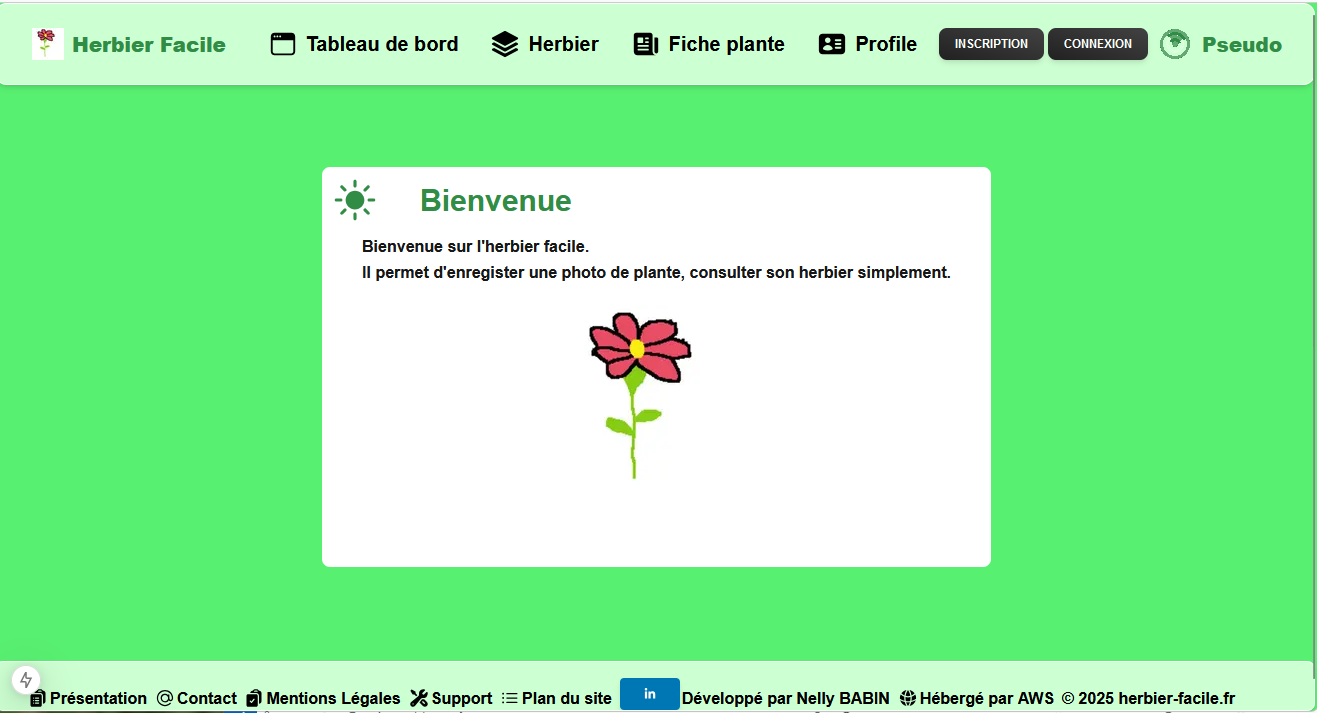 Herbier Facile Tableau de bord Herbier Fiche plante Profile INSCRIPTION CONNEXION Pseudo
Bienvenue
Bienvenue sur l'herbier facile.
Il permet d'enregister une photo de plante, consulter son herbier simplement.
Présentation Contact Mentions Légales Support Plan du site in Développé par Nelly BABIN Hébergé par AWS © 2025 herbier-facile.fr